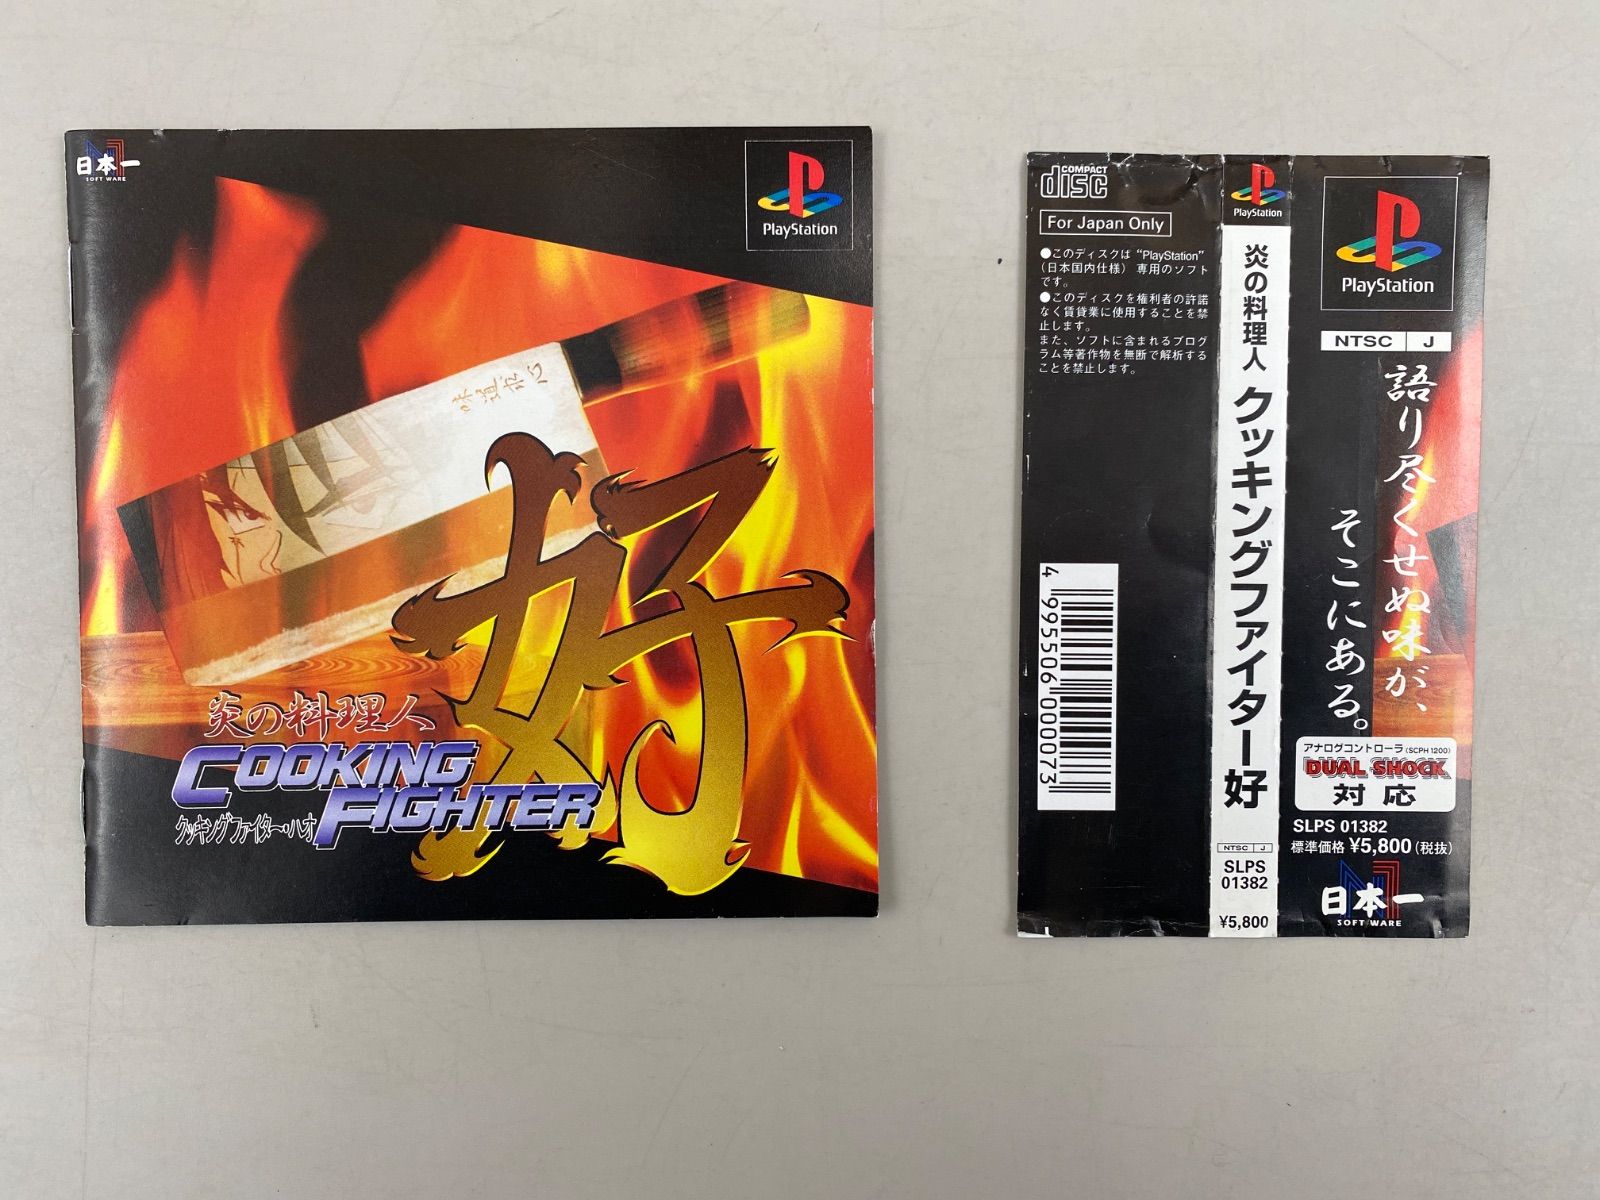 日本一
SOFT WARE
PlayStation
味道求心
好
炎の料理人
COOKING
FIGHTER
クッキングファイター・ハオ
COMPACT
disc
For Japan Only
●このディスクは "PlayStation"
(日本国内仕様) 専用のソフト
です。
●このディスクを権利者の許諾
なく賃貸業に使用することを禁
止します。
また、ソフトに含まれるプログ
ラム等著作物を無断で解析する
ことを禁止します。
4 995506 000073
PlayStation
炎の料理人 クッキングファイター好
NTSC J
SLPS
01382
¥5,800
PlayStation
NTSC J
語り尽くせぬ味が、
そこにある。
アナログコントローラ(SCPH 1200)
DUAL SHOCK
対応
SLPS 01382
標準価格 ¥5,800(税抜)
日本一
SOFT WARE